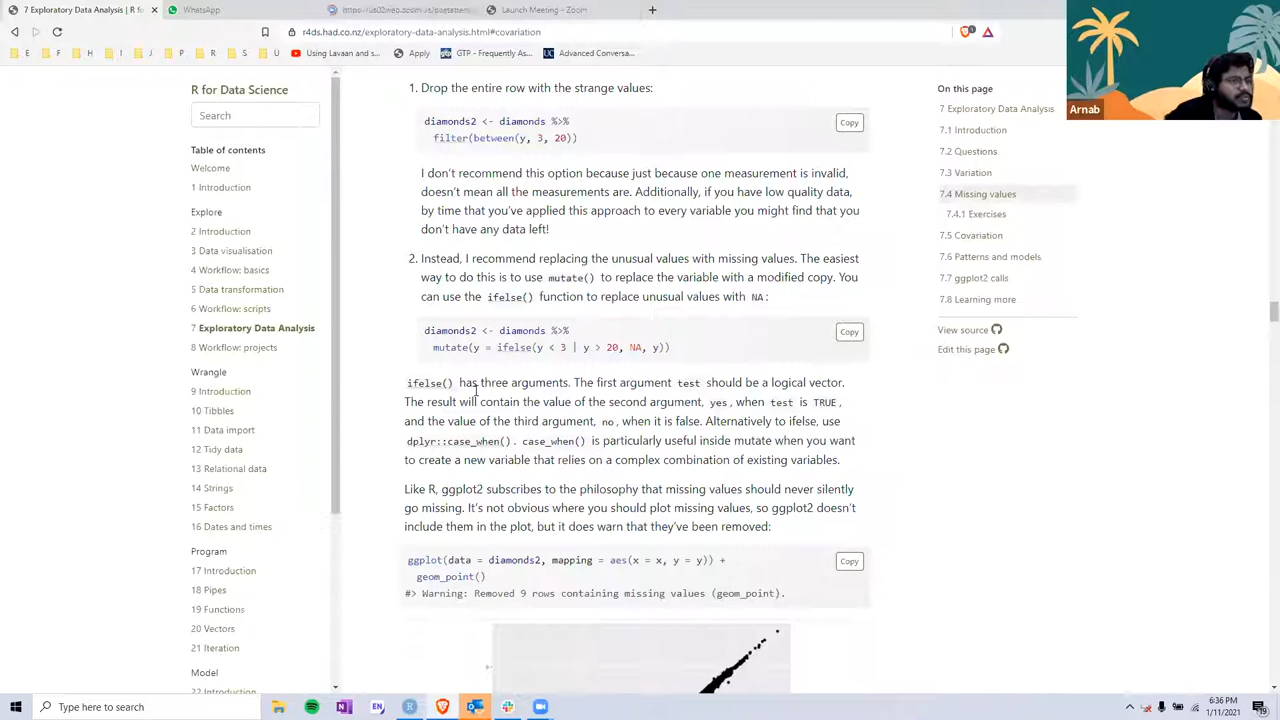 7 Exploratory Data Analysis | R f
WhatsApp
Launch Meeting - Zoom
r4ds.had.co.nz/exploratory-data-analysis.html#covariation
E
F
H
I
J
P
R
S
U
Using Lavaan and...
Apply
GTP - Frequently As...
Advanced Conversa...
Arnab
R for Data Science
Search
Table of contents
Welcome
1 Introduction
Explore
2 Introduction
3 Data visualisation
4 Workflow: basics
5 Data transformation
6 Workflow: scripts
7 Exploratory Data Analysis
8 Workflow: projects
Wrangle
9 Introduction
10 Tibbles
11 Data import
12 Tidy data
13 Relational data
14 Strings
15 Factors
16 Dates and times
Program
17 Introduction
18 Pipes
19 Functions
20 Vectors
21 Iteration
Model
22 Introduction
1. Drop the entire row with the strange values:
diamonds2 <- diamonds %>%
filter(between(y, 3, 20))
Copy
I don't recommend this option because just because one measurement is invalid,
doesn't mean all the measurements are. Additionally, if you have low quality data,
by time that you've applied this approach to every variable you might find that you
don't have any data left!
2. Instead, I recommend replacing the unusual values with missing values. The easiest
way to do this is to use mutate() to replace the variable with a modified copy. You
can use the ifelse() function to replace unusual values with NA:
diamonds2 <- diamonds %>%
mutate(y = ifelse(y < 3 | y > 20, NA, y))
Copy
ifelse() has three arguments. The first argument test should be a logical vector.
The result will contain the value of the second argument, yes, when test is TRUE,
and the value of the third argument, no, when it is false. Alternatively to ifelse, use
dplyr::case_when(). case_when() is particularly useful inside mutate when you want
to create a new variable that relies on a complex combination of existing variables.
Like R, ggplot2 subscribes to the philosophy that missing values should never silently
go missing. It's not obvious where you should plot missing values, so ggplot2 doesn't
include them in the plot, but it does warn that they've been removed:
ggplot(data = diamonds2, mapping = aes(x = x, y = y)) +
geom_point()
#> Warning: Removed 9 rows containing missing values (geom_point).
Copy
On this page
7 Exploratory Data Analysis
7.1 Introduction
7.2 Questions
7.3 Variation
7.4 Missing values
7.4.1 Exercises
7.5 Covariation
7.6 Patterns and models
7.7 ggplot2 calls
7.8 Learning more
View source
Edit this page
Type here to search
EN
6:36 PM
1/11/2021